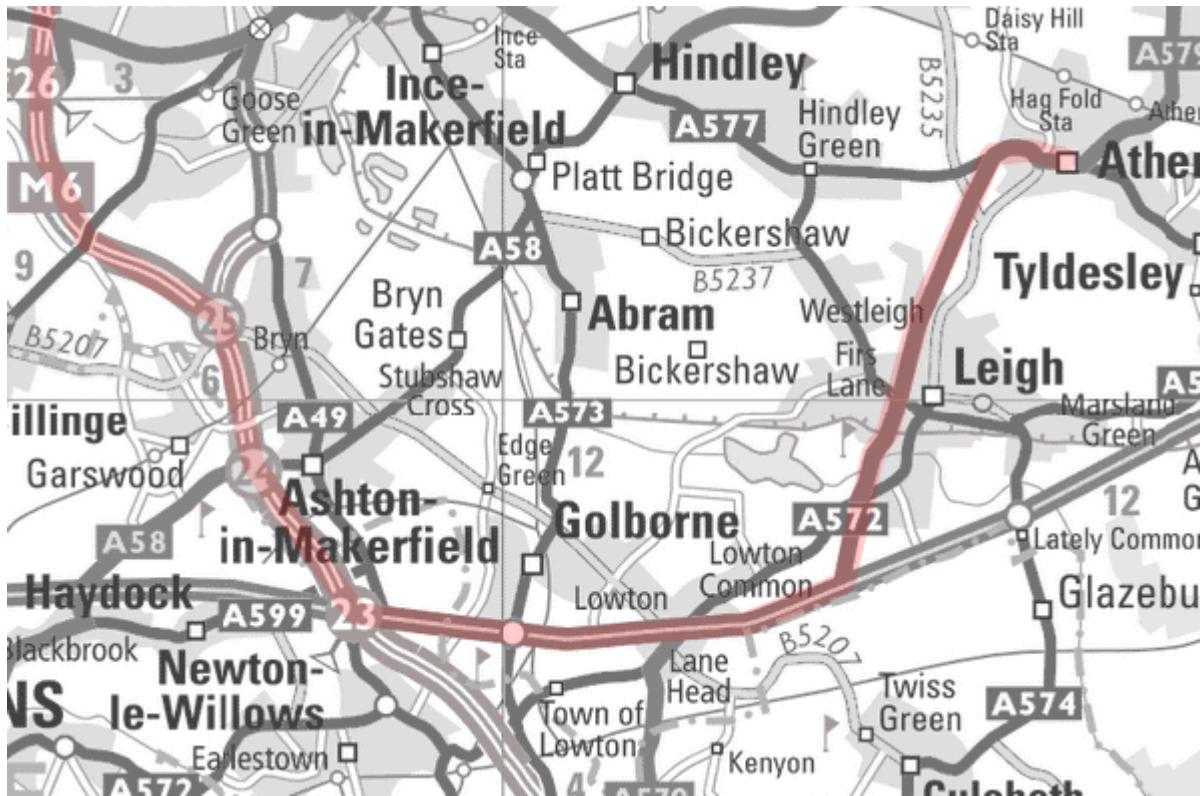 Daisy Hill
Sta
Ince
Sta
Hindley
A579
26
3
Ince-
in-Makerfield
Goose
Green
B5235
Hag Fold
Sta
A577
Hindley
Green
Ather
M6
Platt Bridge
Bickershaw
A58
9
7
B5237
Tyldesley
Bryn
Gates
Abram
Westleigh
25
Bryn
B5207
Bickershaw
Firs
Lane
Leigh
6
Stubshaw
Cross
A49
A573
Marsland
Green
illinge
Garswood
24
Edge
Green
12
Ashton-
in-Makerfield
Golborne
A572
12
A58
Lowton
Common
Lately Common
Haydock
A599
23
Lowton
Glazebu
Blackbrook
Newton-
le-Willows
B5207
Lane
Head
Twiss
Green
A574
NS
Town of
Lowton
Earlestown
Kenyon
A572
4
A579
Culcheth